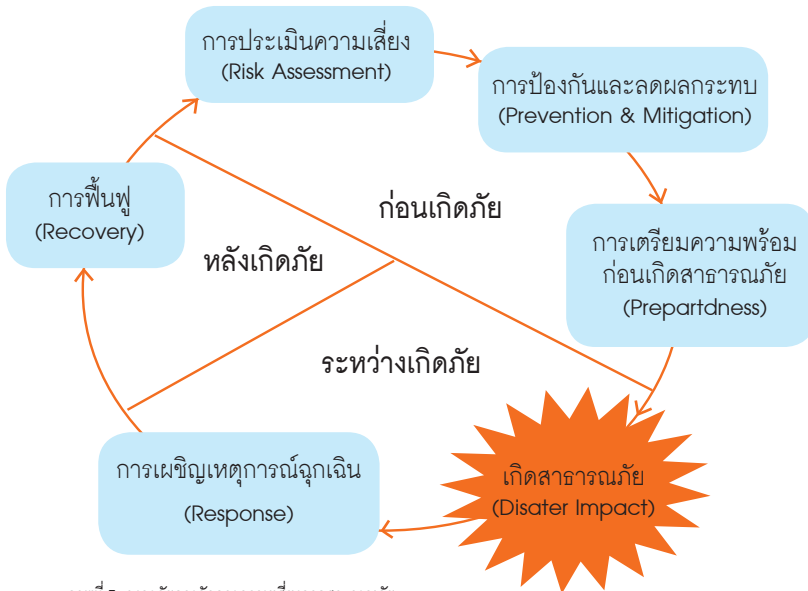 การประเมินความเสี่ยง
(Risk Assessment)
การป้องกันและลดผลกระทบ
(Prevention & Mitigation)
การฟื้นฟู
(Recovery)
ก่อนเกิดภัย
หลังเกิดภัย
การเตรียมความพร้อม
ก่อนเกิดสาธารณภัย
(Prepartdness)
ระหว่างเกิดภัย
การเผชิญเหตุการณ์ฉุกเฉิน
(Response)
เกิดสาธารณภัย
(Disater Impact)